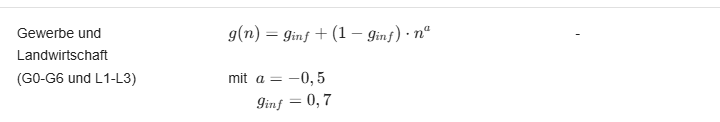 Gewerbe und
Landwirtschaft
(G0-G6 und L1-L3)
g(n) = g_inf + (1 − g_inf) · n^a
mit a = −0,5
g_inf = 0,7
-